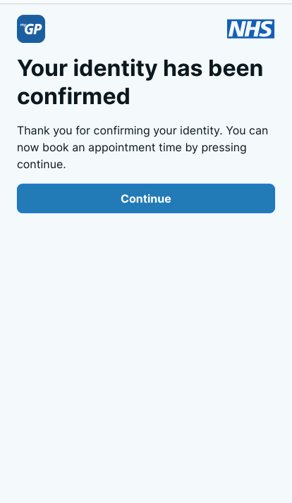 myGP
NHS
Your identity has been
confirmed
Thank you for confirming your identity. You can
now book an appointment time by pressing
continue.
Continue